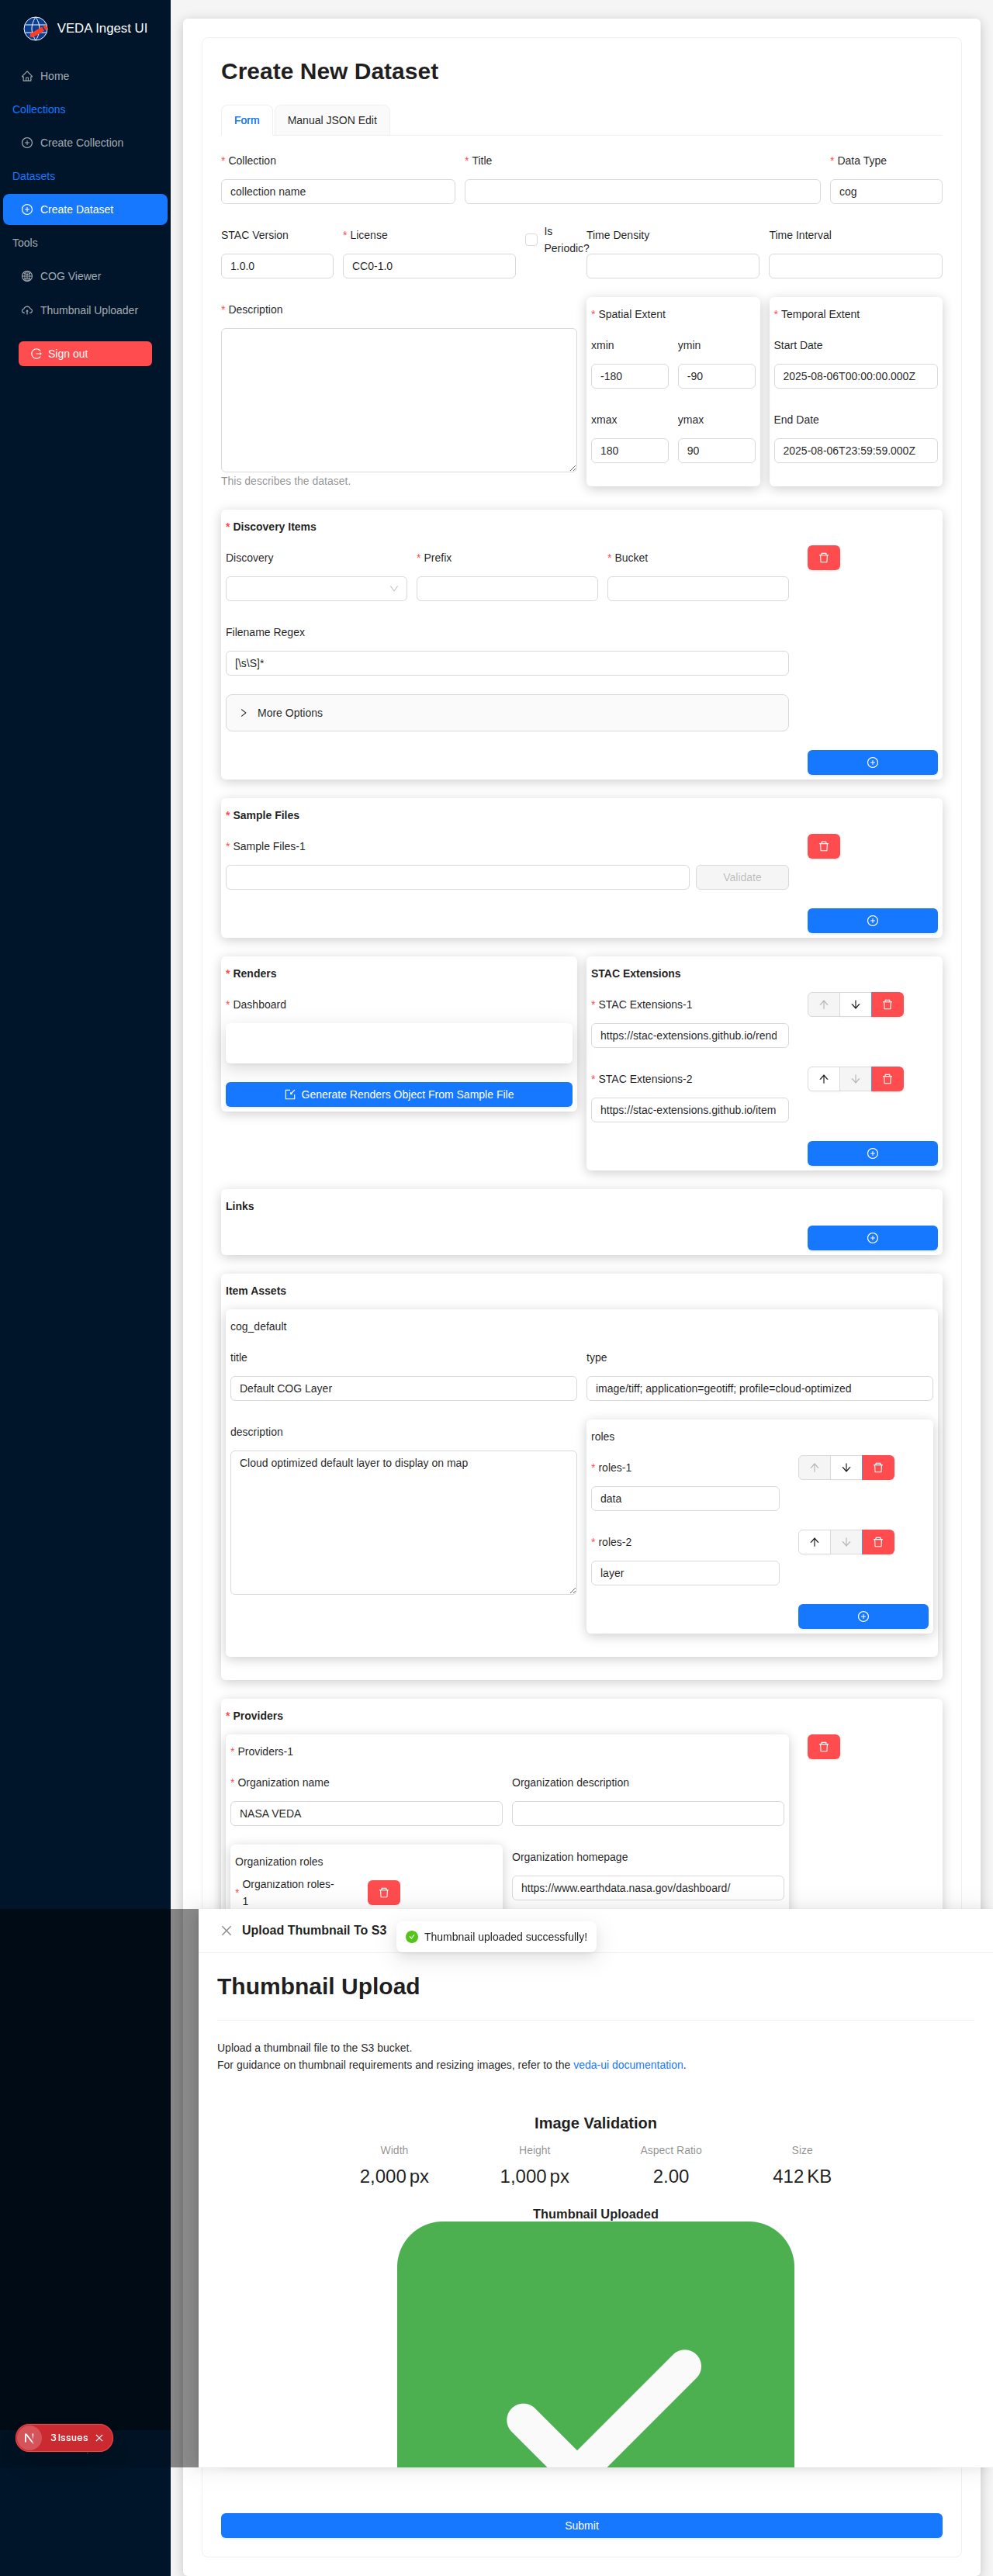 VEDA Ingest UI
Home
Collections
Create Collection
Datasets
Create Dataset
Tools
COG Viewer
Thumbnail Uploader
Sign out
Create New Dataset
Form
Manual JSON Edit
* Collection
* Title
* Data Type
collection name
cog
STAC Version
* License
Is Periodic?
Time Density
Time Interval
1.0.0
CC0-1.0
* Description
This describes the dataset.
* Spatial Extent
xmin
ymin
-180
-90
xmax
ymax
180
90
* Temporal Extent
Start Date
2025-08-06T00:00:00.000Z
End Date
2025-08-06T23:59:59.000Z
* Discovery Items
Discovery
* Prefix
* Bucket
Filename Regex
[\s\S]*
More Options
* Sample Files
* Sample Files-1
Validate
* Renders
* Dashboard
Generate Renders Object From Sample File
STAC Extensions
* STAC Extensions-1
https://stac-extensions.github.io/rend
* STAC Extensions-2
https://stac-extensions.github.io/item
Links
Item Assets
cog_default
title
type
Default COG Layer
image/tiff; application=geotiff; profile=cloud-optimized
description
Cloud optimized default layer to display on map
roles
* roles-1
data
* roles-2
layer
* Providers
* Providers-1
* Organization name
Organization description
NASA VEDA
Organization roles
* Organization roles-1
Organization homepage
https://www.earthdata.nasa.gov/dashboard/
Upload Thumbnail To S3
Thumbnail uploaded successfully!
Thumbnail Upload
Upload a thumbnail file to the S3 bucket.
For guidance on thumbnail requirements and resizing images, refer to the veda-ui documentation.
Image Validation
Width
Height
Aspect Ratio
Size
2,000 px
1,000 px
2.00
412 KB
Thumbnail Uploaded
3 Issues
Submit